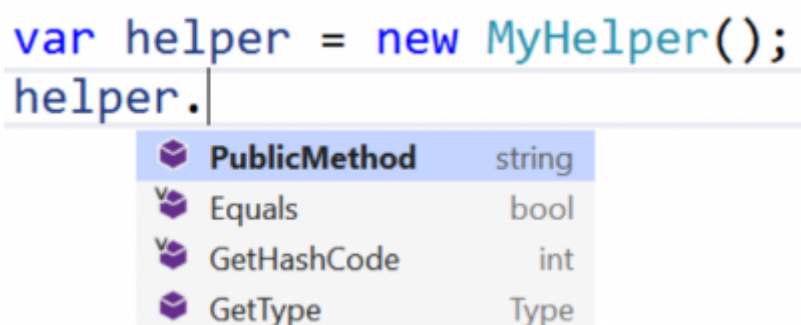 var helper = new MyHelper();
helper.
PublicMethod string
Equals bool
GetHashCode int
GetType Type